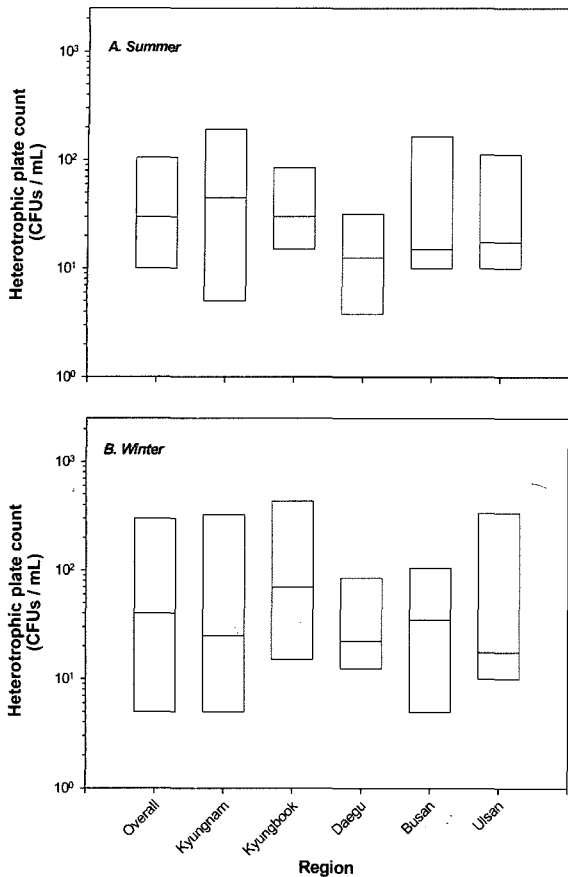 A. Summer
Heterotrophic plate count
(CFUs / mL)
10³
10²
10¹
10⁰
B. Winter
Heterotrophic plate count
(CFUs / mL)
10³
10²
10¹
10⁰
Overall
Kyungnam
Kyungbook
Daegu
Busan
Ulsan
Region